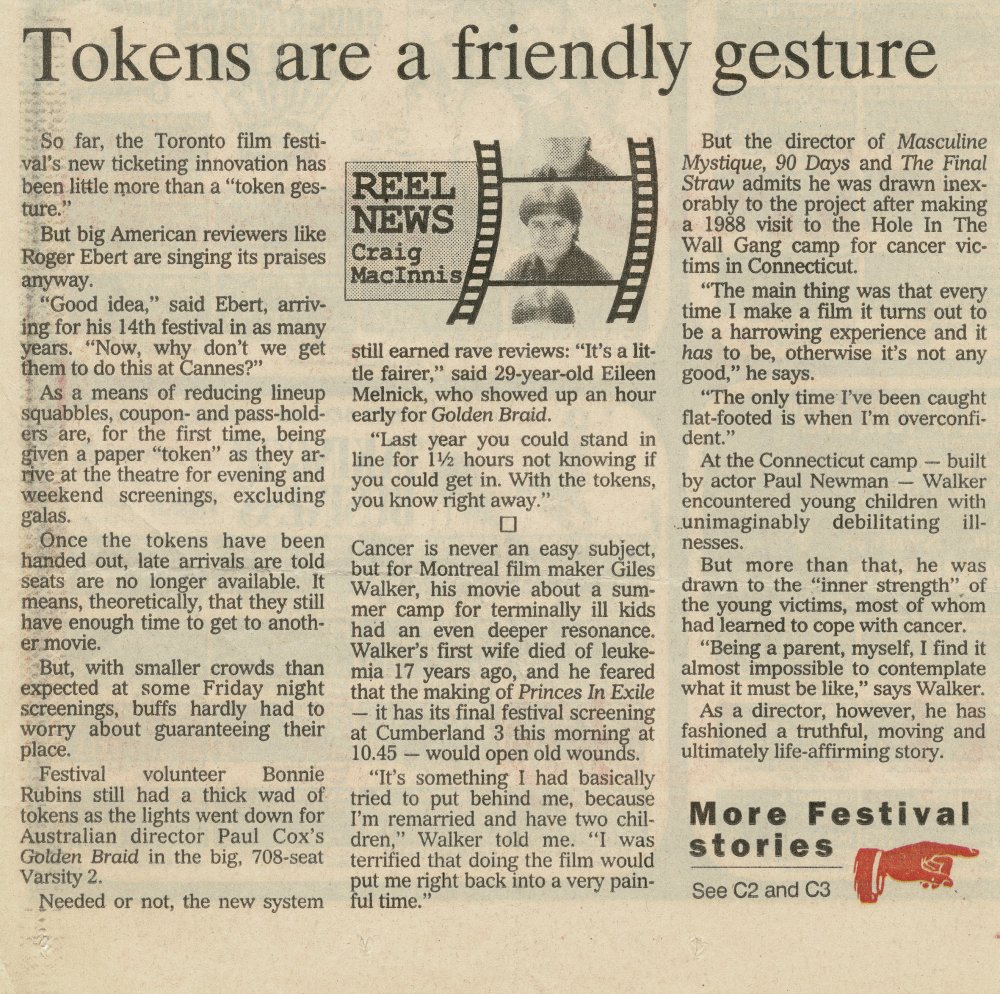 Tokens are a friendly gesture
So far, the Toronto film festi-
val's new ticketing innovation has
been little more than a "token ges-
ture."
But big American reviewers like
Roger Ebert are singing its praises
anyway.
"Good idea," said Ebert, arriv-
ing for his 14th festival in as many
years. "Now, why don't we get
them to do this at Cannes?"
As a means of reducing lineup
squabbles, coupon- and pass-hold-
ers are, for the first time, being
given a paper "token" as they ar-
rive at the theatre for evening and
weekend screenings, excluding
galas.
Once the tokens have been
handed out, late arrivals are told
seats are no longer available. It
means, theoretically, that they still
have enough time to get to anoth-
er movie.
But, with smaller crowds than
expected at some Friday night
screenings, buffs hardly had to
worry about guaranteeing their
place.
Festival volunteer Bonnie
Rubins still had a thick wad of
tokens as the lights went down for
Australian director Paul Cox's
Golden Braid in the big, 708-seat
Varsity 2.
Needed or not, the new system
REEL
NEWS
Craig
MacInnis
still earned rave reviews: "It's a lit-
tle fairer," said 29-year-old Eileen
Melnick, who showed up an hour
early for Golden Braid.
"Last year you could stand in
line for 1½ hours not knowing if
you could get in. With the tokens,
you know right away."
□
Cancer is never an easy subject,
but for Montreal film maker Giles
Walker, his movie about a sum-
mer camp for terminally ill kids
had an even deeper resonance.
Walker's first wife died of leuke-
mia 17 years ago, and he feared
that the making of Princes In Exile
— it has its final festival screening
at Cumberland 3 this morning at
10.45 — would open old wounds.
"It's something I had basically
tried to put behind me, because
I'm remarried and have two chil-
dren," Walker told me. "I was
terrified that doing the film would
put me right back into a very pain-
ful time."
But the director of Masculine
Mystique, 90 Days and The Final
Straw admits he was drawn inex-
orably to the project after making
a 1988 visit to the Hole In The
Wall Gang camp for cancer vic-
tims in Connecticut.
"The main thing was that every
time I make a film it turns out to
be a harrowing experience and it
has to be, otherwise it's not any
good," he says.
"The only time I've been caught
flat-footed is when I'm overconfi-
dent."
At the Connecticut camp — built
by actor Paul Newman — Walker
encountered young children with
unimaginably debilitating ill-
nesses.
But more than that, he was
drawn to the "inner strength" of
the young victims, most of whom
had learned to cope with cancer.
"Being a parent, myself, I find it
almost impossible to contemplate
what it must be like," says Walker.
As a director, however, he has
fashioned a truthful, moving and
ultimately life-affirming story.
More Festival
stories
See C2 and C3